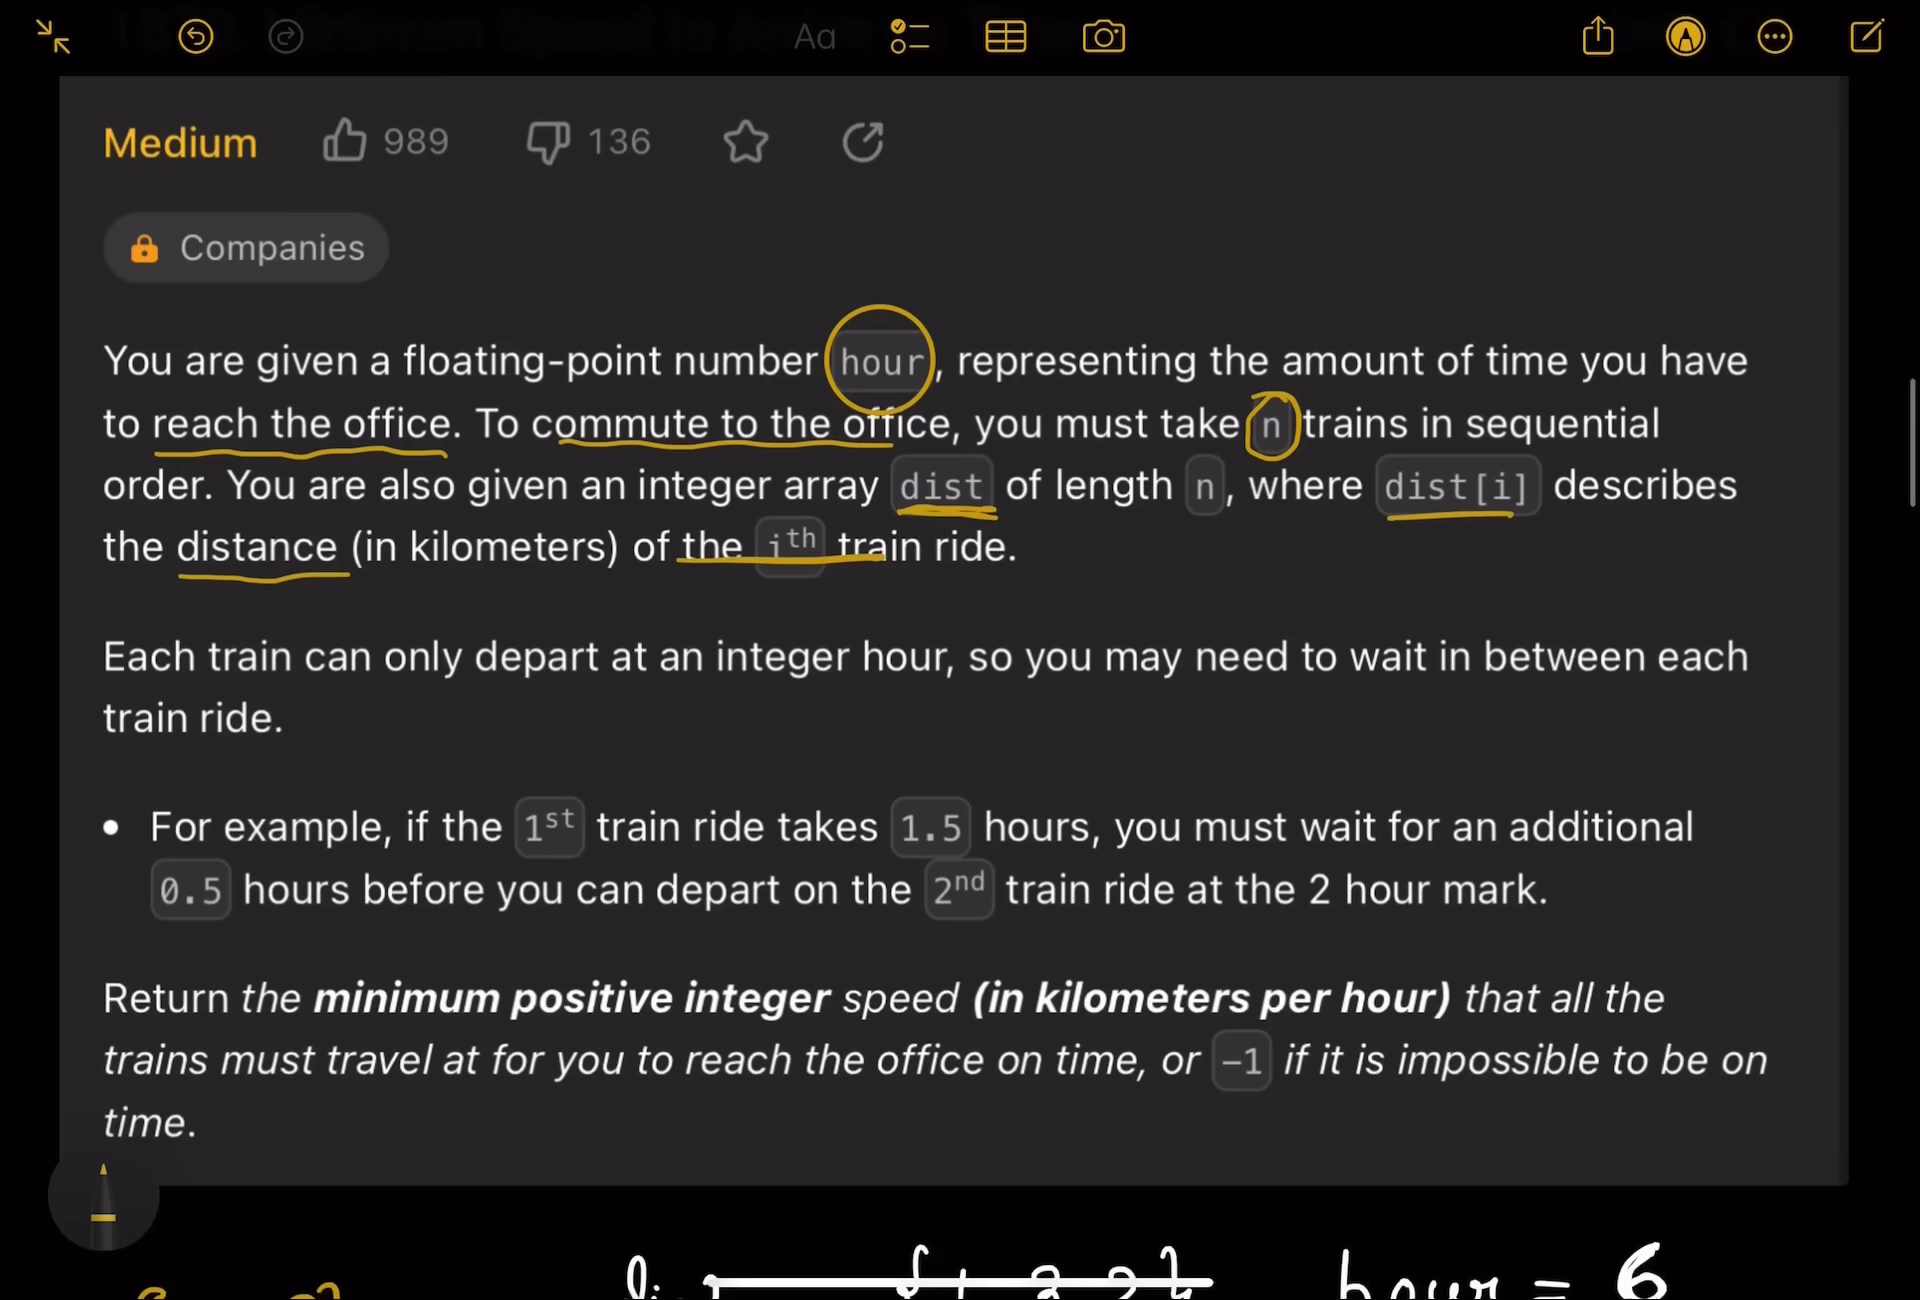 Aa
Medium 989 136
Companies
You are given a floating-point number hour, representing the amount of time you have
to reach the office. To commute to the office, you must take n trains in sequential
order. You are also given an integer array dist of length n, where dist[i] describes
the distance (in kilometers) of the ith train ride.
Each train can only depart at an integer hour, so you may need to wait in between each
train ride.
• For example, if the 1st train ride takes 1.5 hours, you must wait for an additional
0.5 hours before you can depart on the 2nd train ride at the 2 hour mark.
Return the minimum positive integer speed (in kilometers per hour) that all the
trains must travel at for you to reach the office on time, or -1 if it is impossible to be on
time.
hour = 6